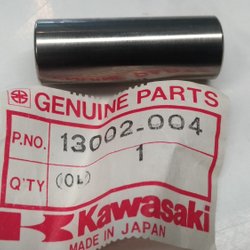 GENUINE PARTS
P.NO. 13002-004
1
Q'TY (OL)
Kawasaki
MADE IN JAPAN